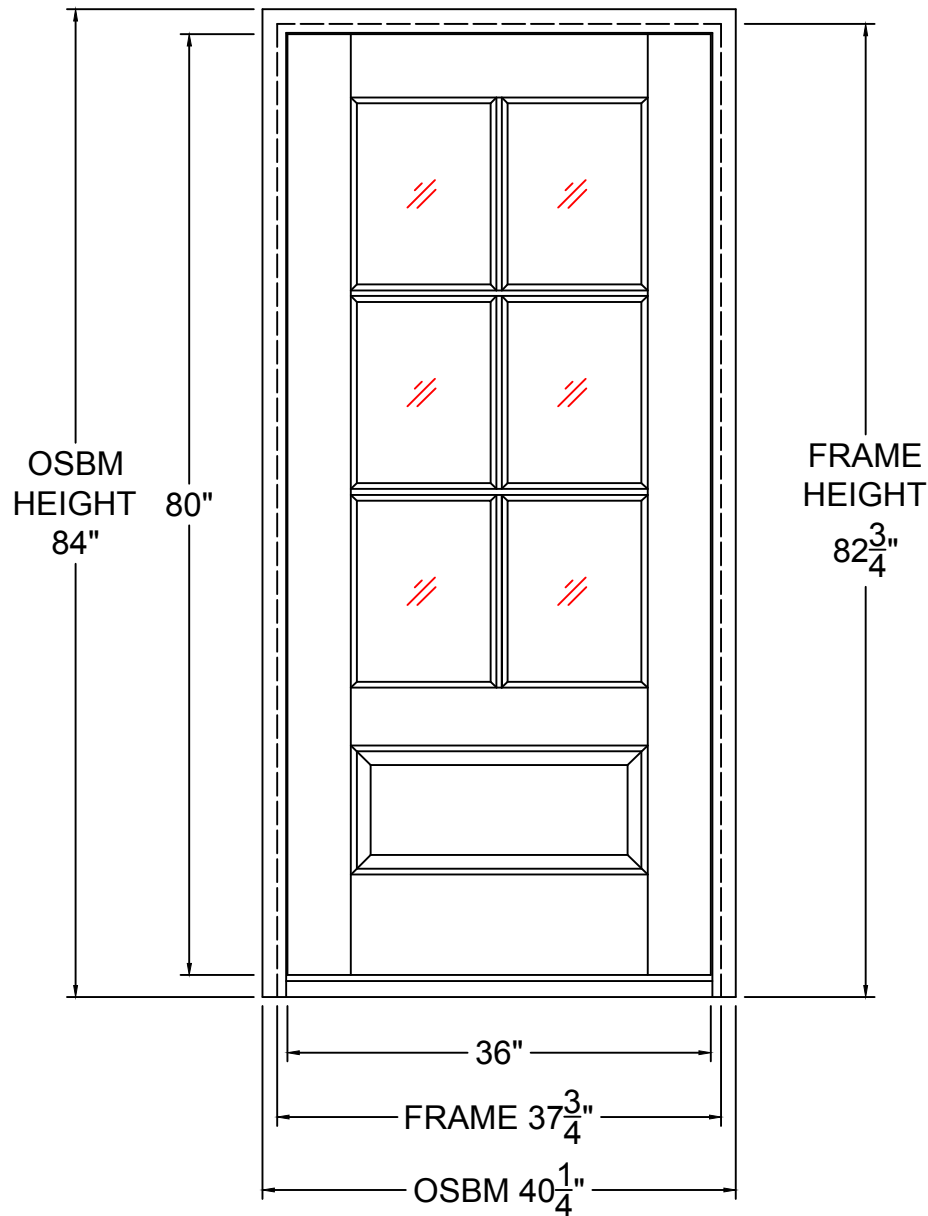 OSBM
HEIGHT
84"
80"
FRAME
HEIGHT
82 3/4"
36"
FRAME 37 3/4"
OSBM 40 1/4"